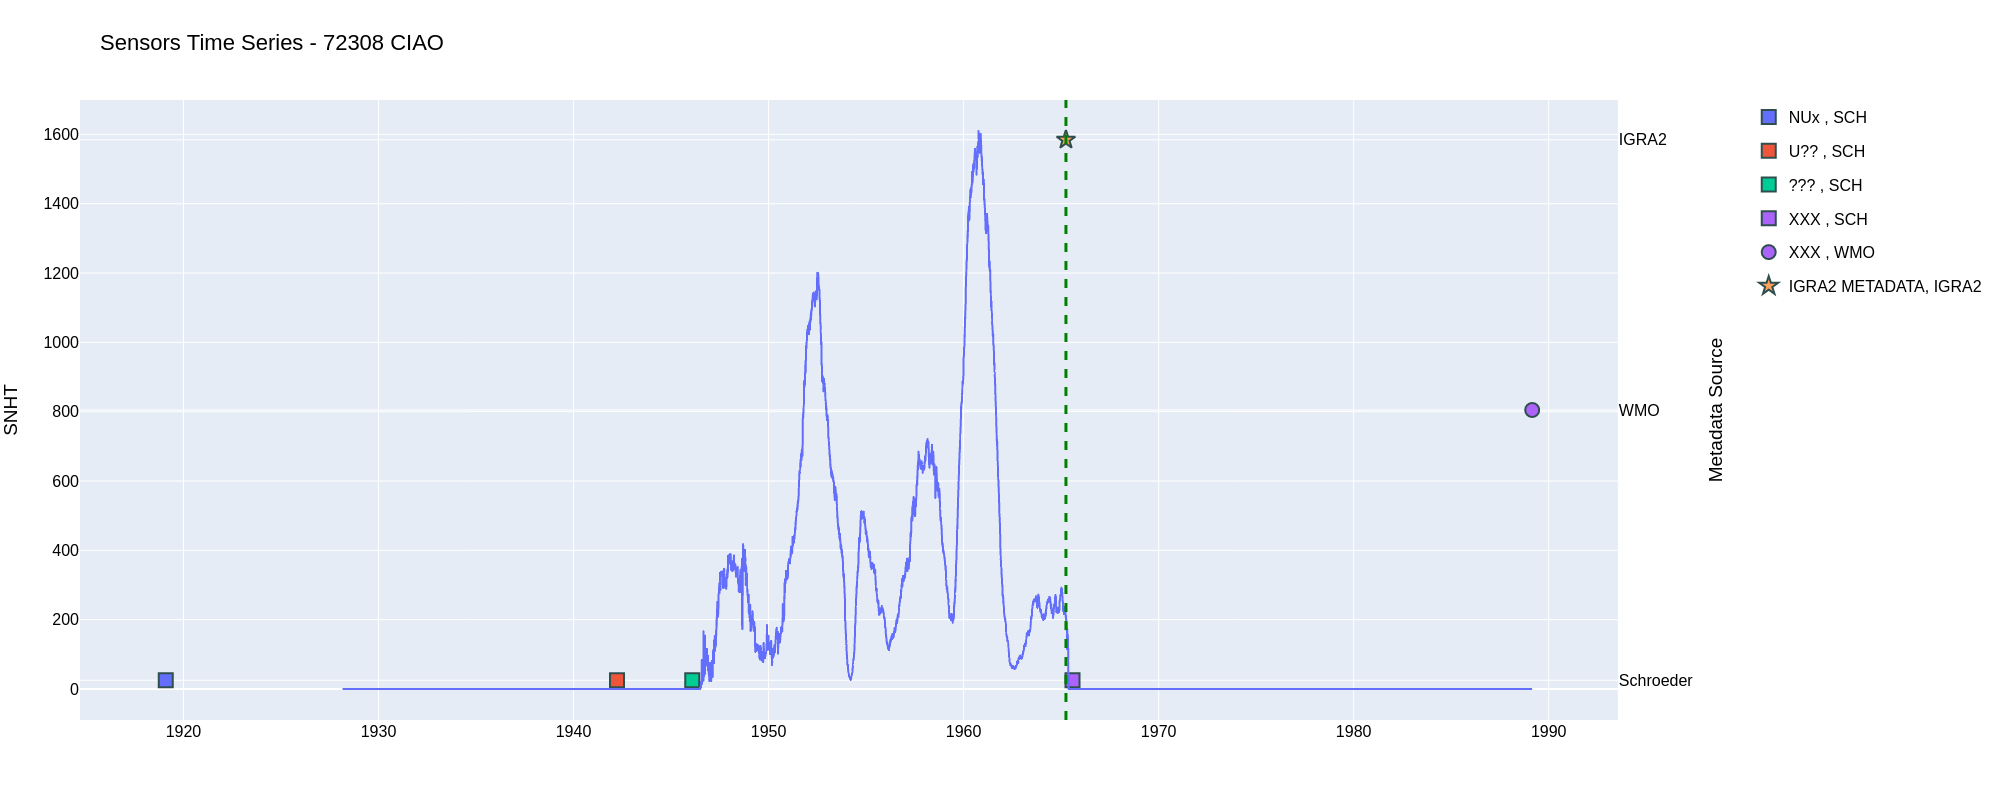 Sensors Time Series - 72308 CIAO
SNHT
1600
1400
1200
1000
800
600
400
200
0
1920
1930
1940
1950
1960
1970
1980
1990
IGRA2
WMO
Schroeder
Metadata Source
NUx , SCH
U?? , SCH
??? , SCH
XXX , SCH
XXX , WMO
IGRA2 METADATA, IGRA2